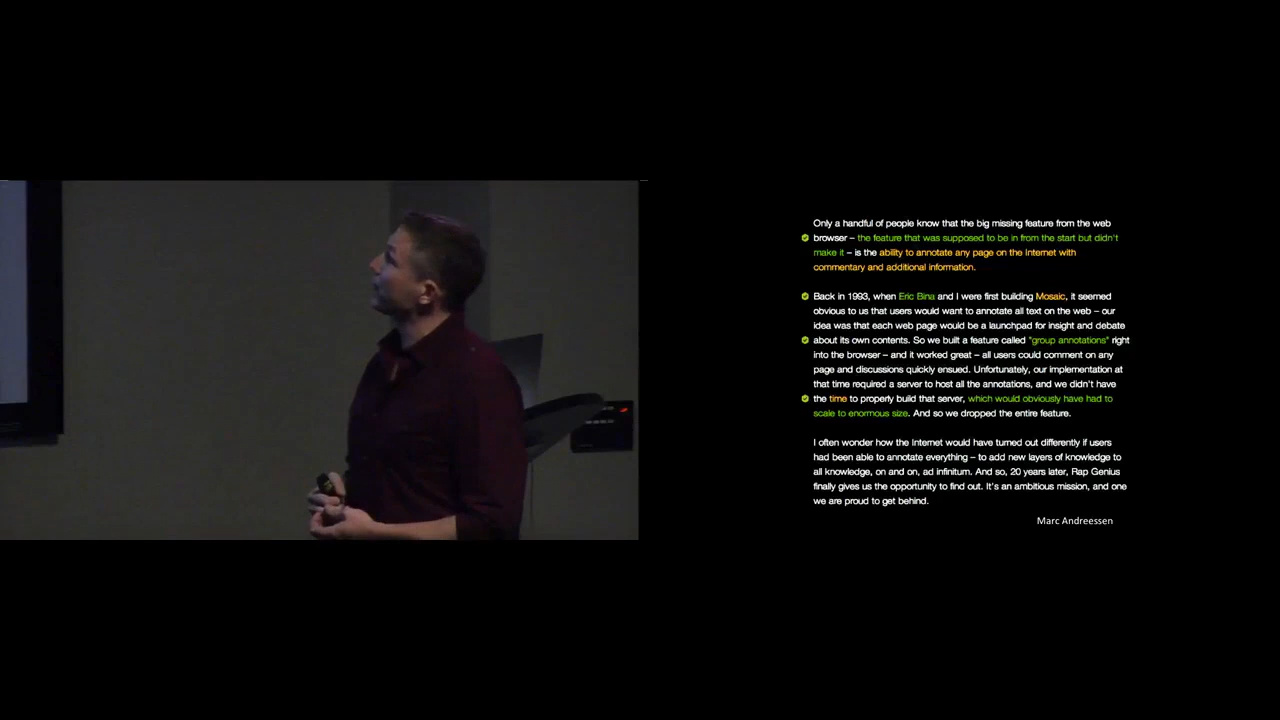 Only a handful of people know that the big missing feature from the web
browser – the feature that was supposed to be in from the start but didn't
make it – is the ability to annotate any page on the Internet with
commentary and additional information.
Back in 1993, when Eric Bina and I were first building Mosaic, it seemed
obvious to us that users would want to annotate all text on the web – our
idea was that each web page would be a launchpad for insight and debate
about its own contents. So we built a feature called "group annotations" right
into the browser – and it worked great – all users could comment on any
page and discussions quickly ensued. Unfortunately, our implementation at
that time required a server to host all the annotations, and we didn't have
the time to properly build that server, which would obviously have had to
scale to enormous size. And so we dropped the entire feature.
I often wonder how the Internet would have turned out differently if users
had been able to annotate everything – to add new layers of knowledge to
all knowledge, on and on, ad infinitum. And so, 20 years later, Rap Genius
finally gives us the opportunity to find out. It's an ambitious mission, and one
we are proud to get behind.
Marc Andreessen